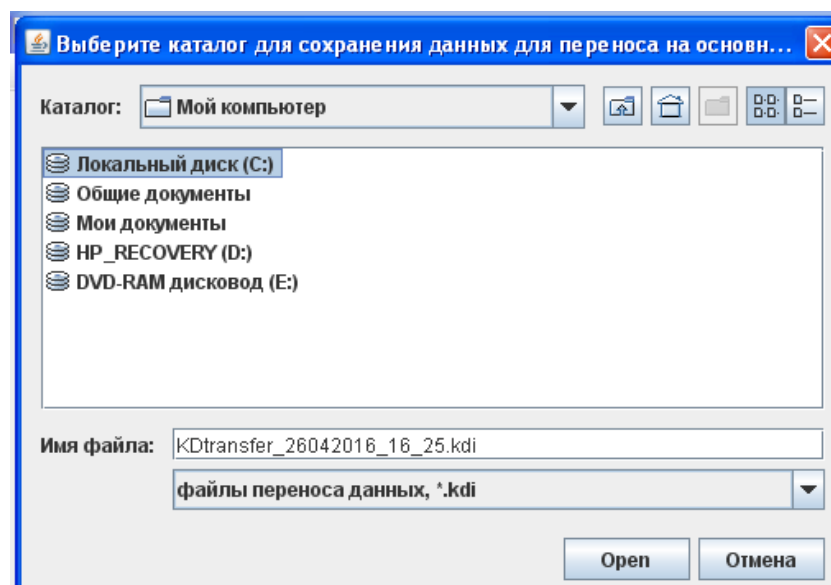 Выберите каталог для сохранения данных для переноса на основн...
Каталог: Мой компьютер
Локальный диск (C:)
Общие документы
Мои документы
HP_RECOVERY (D:)
DVD-RAM дисковод (E:)
Имя файла: KDtransfer_26042016_16_25.kdi
файлы переноса данных, *.kdi
Open Отмена